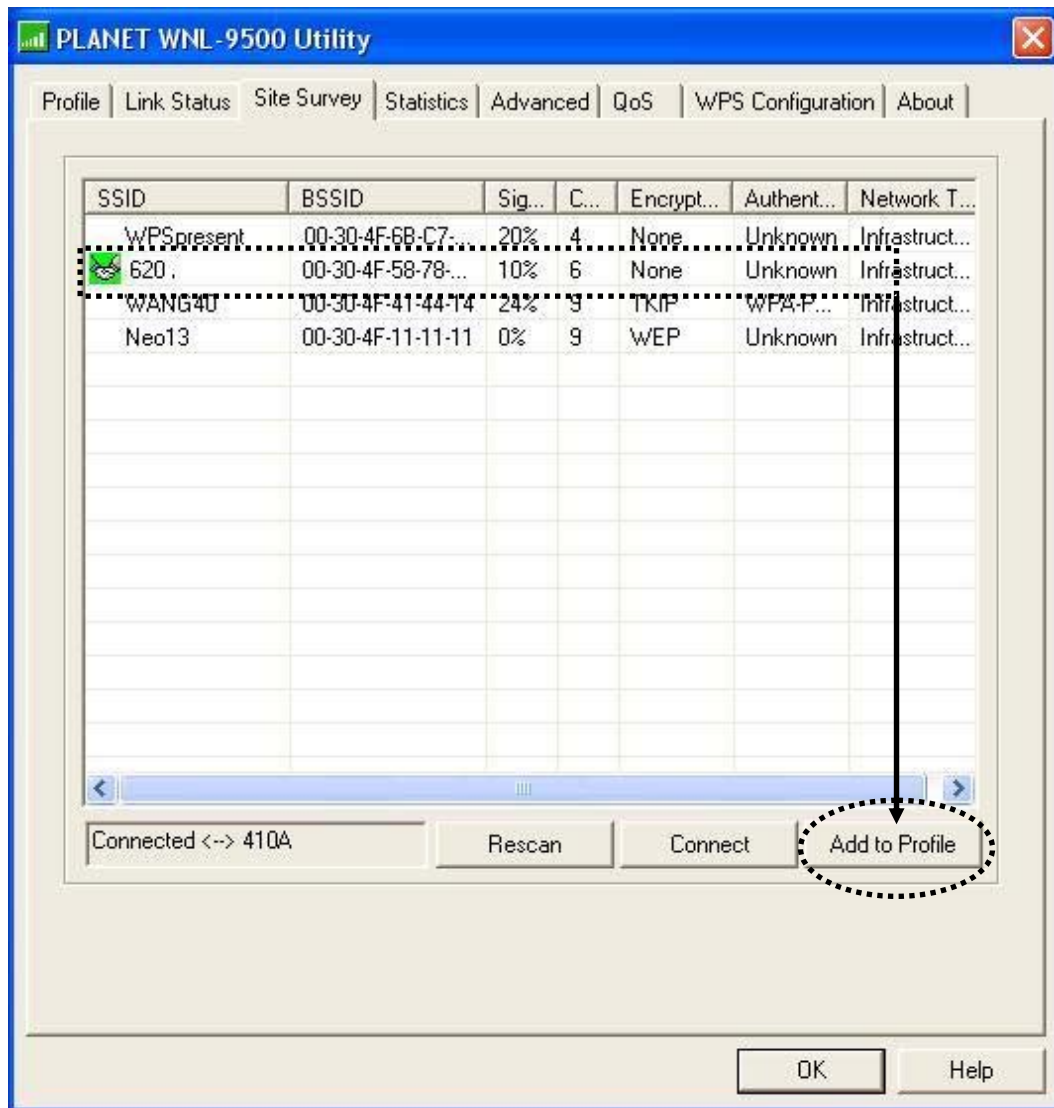 PLANET WNL-9500 Utility
Profile Link Status Site Survey Statistics Advanced QoS WPS Configuration About
SSID BSSID Sig... C... Encrypt... Authent... Network T...
WPSpresent 00-30-4F-6B-C7-... 20% 4 None Unknown Infrastruct...
620 . 00-30-4F-58-78-... 10% 6 None Unknown Infrastruct...
WANG40 00-30-4F-41-44-14 24% 9 TKIP WPA-P... Infrastruct...
Neo13 00-30-4F-11-11-11 0% 9 WEP Unknown Infrastruct...
Connected <--> 410A Rescan Connect Add to Profile
OK Help